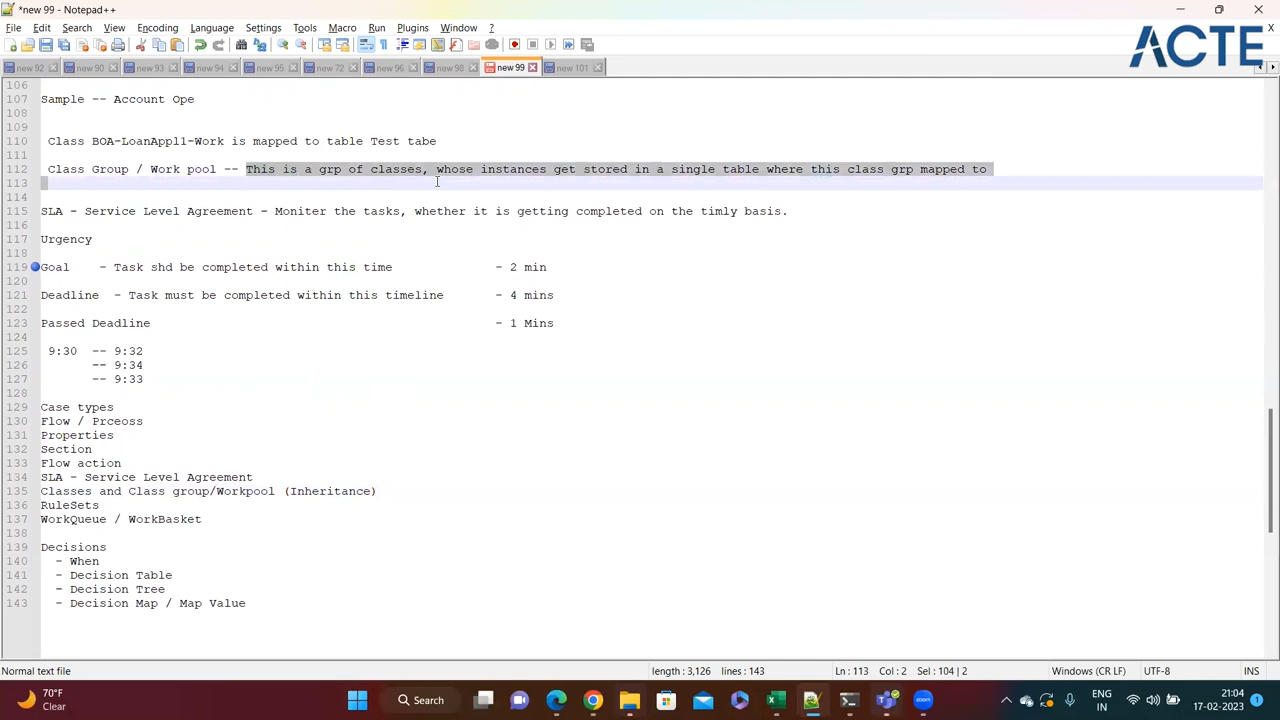 *new 99 - Notepad++
File Edit Search View Encoding Language Settings Tools Macro Run Plugins Window ?
X
ACTE
new 92 new 90 new 93 new 94 new 95 new 72 new 96 new 98 new 99 new 101
106
107 Sample -- Account Ope
108
109
110 Class BOA-LoanAppl1-Work is mapped to table Test tabe
111
112 Class Group / Work pool -- This is a grp of classes, whose instances get stored in a single table where this class grp mapped to
113
114
115 SLA - Service Level Agreement - Moniter the tasks, whether it is getting completed on the timly basis.
116
117 Urgency
118
119 Goal - Task shd be completed within this time - 2 min
120
121 Deadline - Task must be completed within this timeline - 4 mins
122
123 Passed Deadline - 1 Mins
124
125 9:30 -- 9:32
126 -- 9:34
127 -- 9:33
128
129 Case types
130 Flow / Prceoss
131 Properties
132 Section
133 Flow action
134 SLA - Service Level Agreement
135 Classes and Class group/Workpool (Inheritance)
136 RuleSets
137 WorkQueue / WorkBasket
138
139 Decisions
140 - When
141 - Decision Table
142 - Decision Tree
143 - Decision Map / Map Value
Normal text file length : 3,126 lines : 143 Ln : 113 Col : 2 Sel : 104 | 2 Windows (CR LF) UTF-8 INS
70°F
Clear
Search
ENG
IN
21:04
17-02-2023